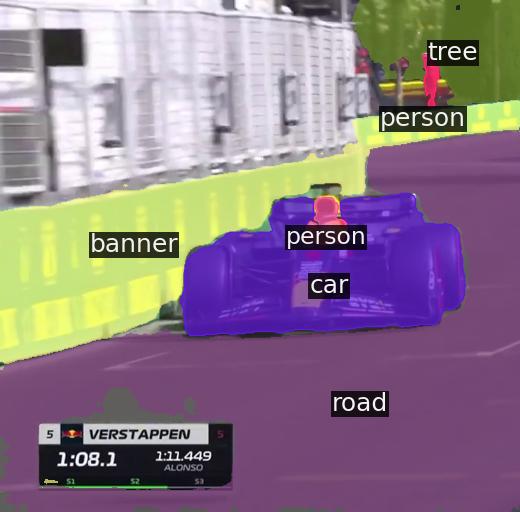 tree
person
banner
person
car
road
5 VERSTAPPEN 5
1:08.1 1:11.449
ALONSO
S1 S2 S3